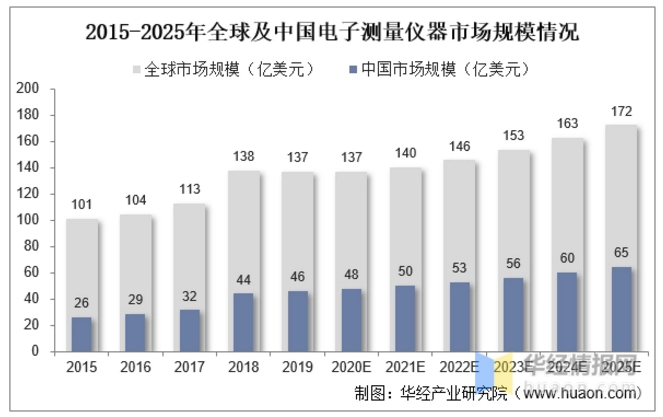 2015-2025年全球及中国电子测量仪器市场规模情况
全球市场规模（亿美元） 中国市场规模（亿美元）
200
180
160
140
120
100
80
60
40
20
0
101 104 113 138 137 137 140 146 153 163 172
26 29 32 44 46 48 50 53 56 60 65
2015 2016 2017 2018 2019 2020E 2021E 2022E 2023E 2024E 2025E
华经情报网
huaon.com
制图：华经产业研究院（www.huaon.com）